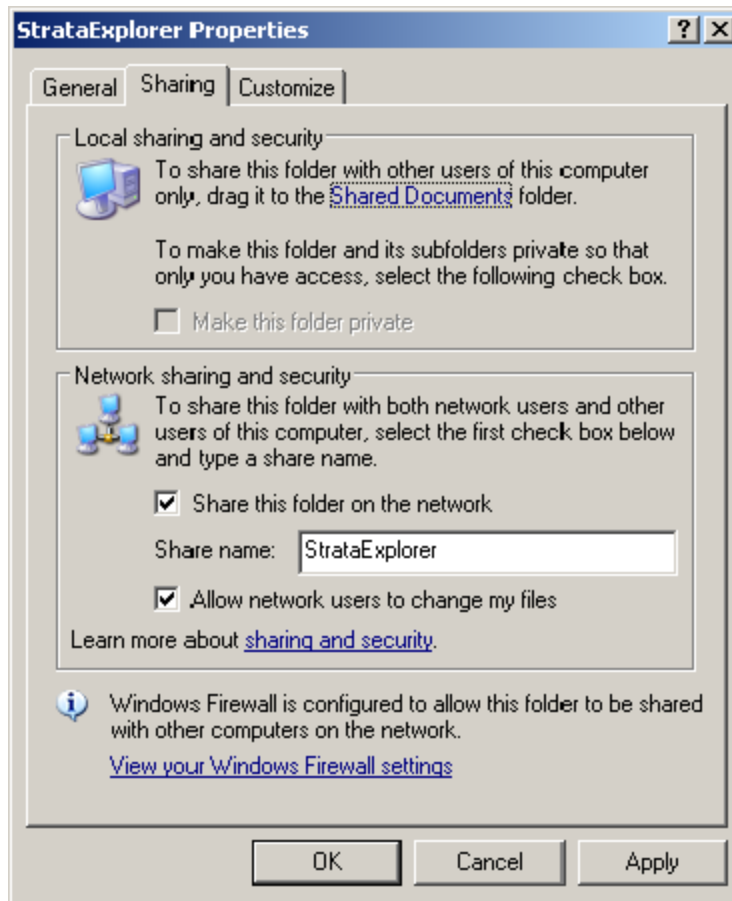 StrataExplorer Properties
General Sharing Customize
Local sharing and security
To share this folder with other users of this computer
only, drag it to the Shared Documents folder.
To make this folder and its subfolders private so that
only you have access, select the following check box.
Make this folder private
Network sharing and security
To share this folder with both network users and other
users of this computer, select the first check box below
and type a share name.
Share this folder on the network
Share name: StrataExplorer
Allow network users to change my files
Learn more about sharing and security.
Windows Firewall is configured to allow this folder to be shared
with other computers on the network.
View your Windows Firewall settings
OK Cancel Apply